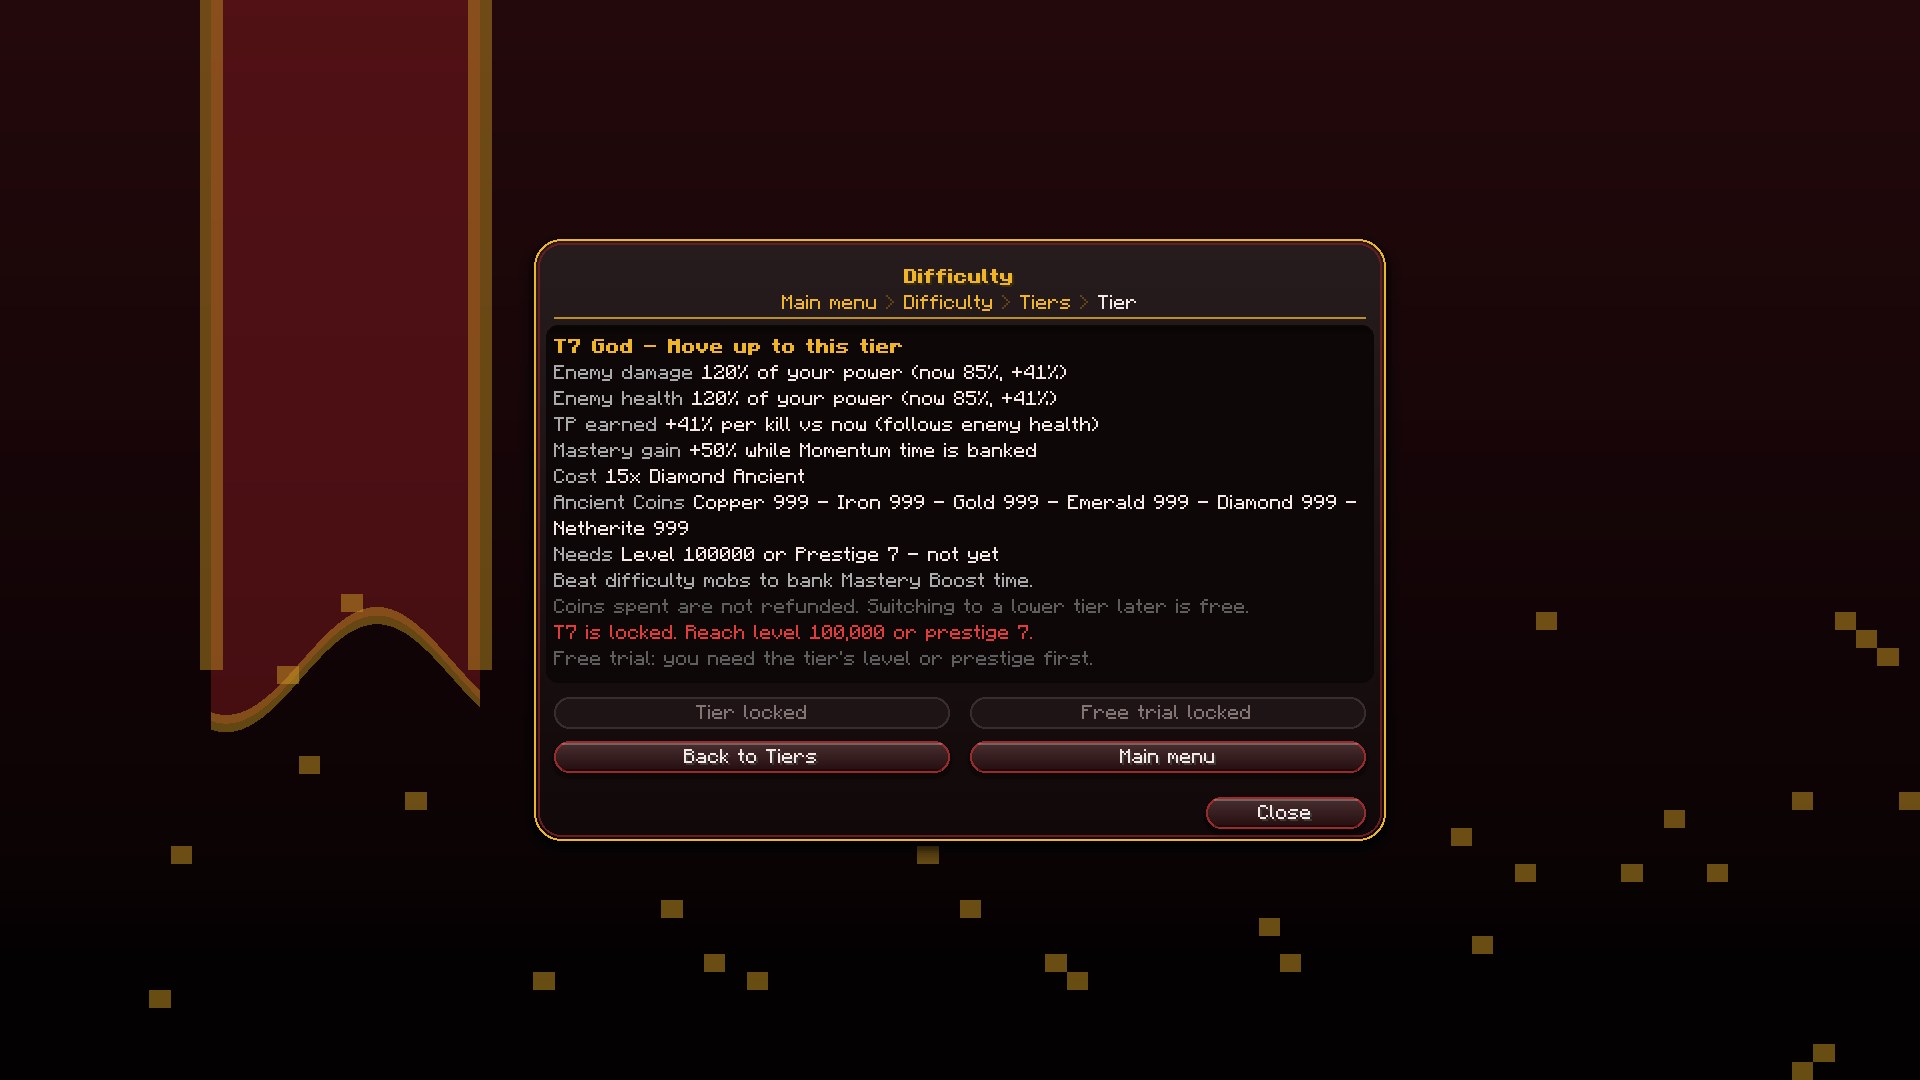 Difficulty
Main menu > Difficulty > Tiers > Tier
T7 God - Move up to this tier
Enemy damage 120% of your power (now 85%, +41%)
Enemy health 120% of your power (now 85%, +41%)
TP earned +41% per kill vs now (follows enemy health)
Mastery gain +50% while Momentum time is banked
Cost 15x Diamond Ancient
Ancient Coins Copper 999 - Iron 999 - Gold 999 - Emerald 999 - Diamond 999 -
Netherite 999
Needs Level 100000 or Prestige 7 - not yet
Beat difficulty mobs to bank Mastery Boost time.
Coins spent are not refunded. Switching to a lower tier later is free.
T7 is locked. Reach level 100,000 or prestige 7.
Free trial: you need the tier's level or prestige first.
Tier locked
Free trial locked
Back to Tiers
Main menu
Close